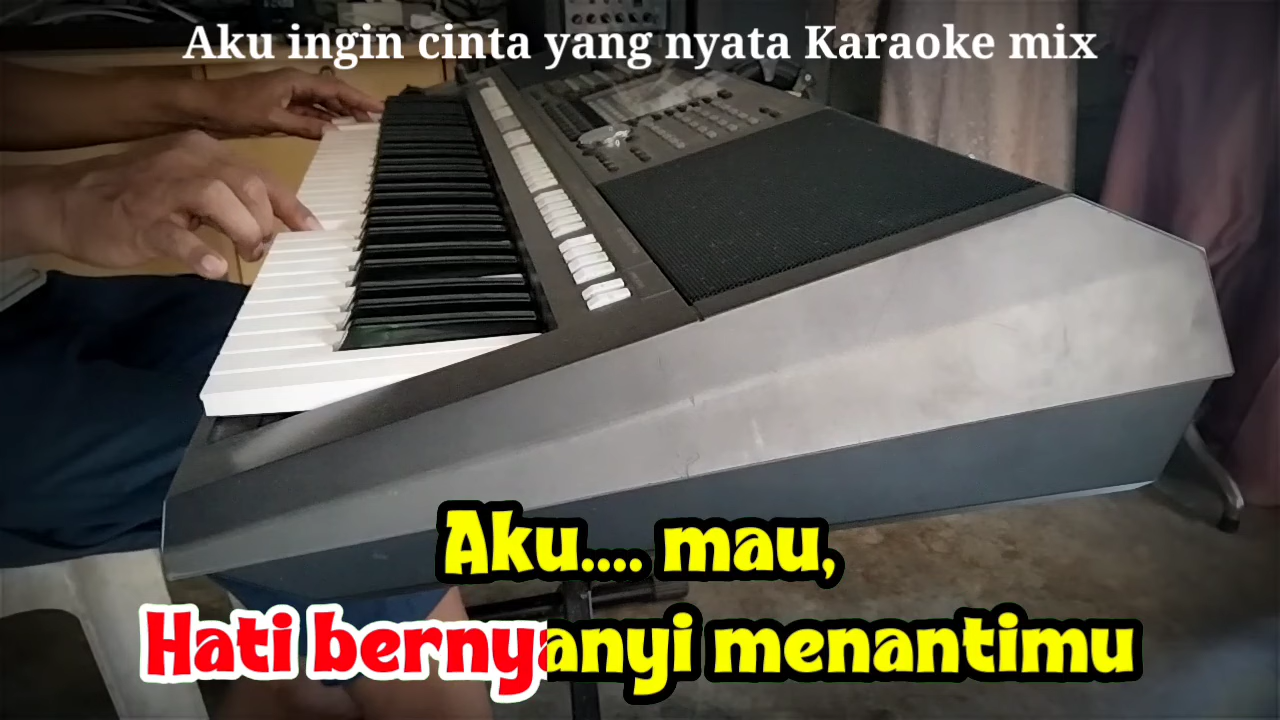 Aku ingin cinta yang nyata Karaoke mix
Aku.... mau,
Hati bernyanyi menantimu